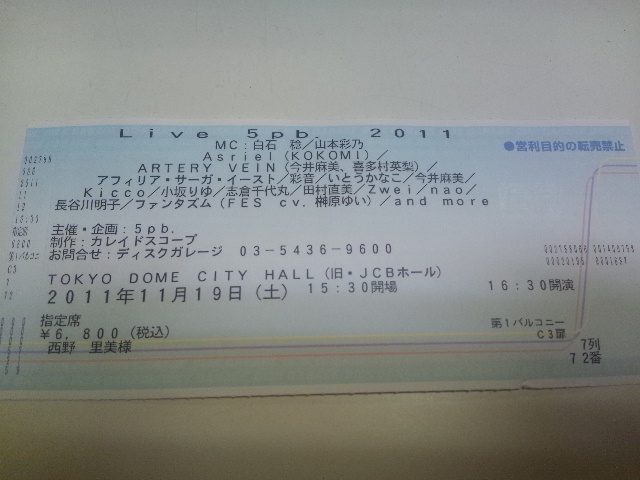 Live 5pb. 2011
MC：白石 稔／山本彩乃
●営利目的の転売禁止
Asriel（KOKOMI）／
ARTERY VEIN（今井麻美、喜多村英梨）／
アフィリア・サーガ・イースト／彩音／いとうかなこ／今井麻美／
Kicco／小坂りゆ／志倉千代丸／田村直美／Zwei／nao／
長谷川明子／ファンタズム（FES cv.榊原ゆい）／and more
主催・企画：5pb.
制作：カレイドスコープ
お問合せ：ディスクガレージ 03-5436-9600
TOKYO DOME CITY HALL（旧・JCBホール）
2011年11月19日（土） 15:30開場 16:30開演
指定席
￥6,800（税込）
西野 里美様
第1バルコニー
C3扉
7列
72番